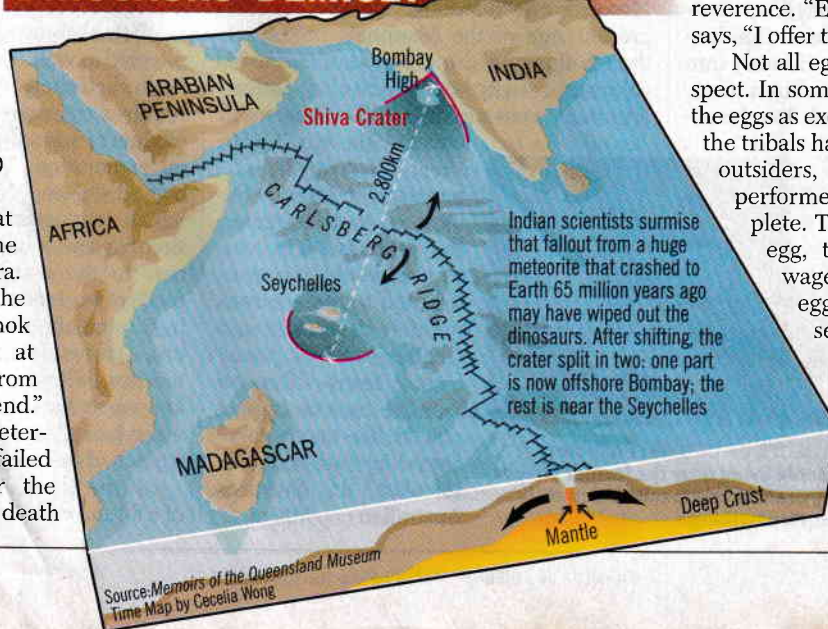 reverence. “E
says, “I offer t
Not all eg
spect. In som
the eggs as ex
the tribals ha
outsiders,
performe
plete. T
egg, t
wage
egg
se
at
ne
ra.
he
ook
at
rom
end.”
eter-
failed
r the
death
Bombay
High
INDIA
ARABIAN
PENINSULA
Shiva Crater
2,800km
AFRICA
CARLSBERG RIDGE
Seychelles
Indian scientists surmise
that fallout from a huge
meteorite that crashed to
Earth 65 million years ago
may have wiped out the
dinosaurs. After shifting, the
crater split in two: one part
is now offshore Bombay; the
rest is near the Seychelles
MADAGASCAR
Deep Crust
Mantle
Source:Memoirs of the Queensland Museum
Time Map by Cecelia Wong